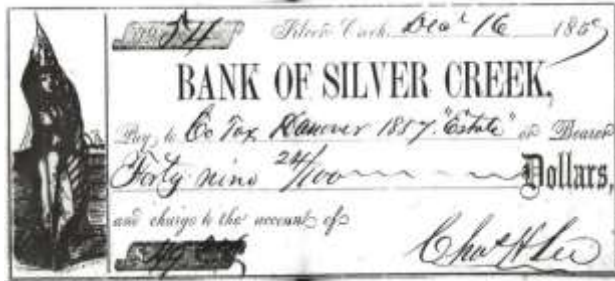 No 54 Silver Creek, Dec' 16 185
BANK OF SILVER CREEK,
Pay to Co Tax Hanover 1857. "Estate" or Bearer
Forty nine 24/100 Dollars,
and charge to the account of
Chas H Lee